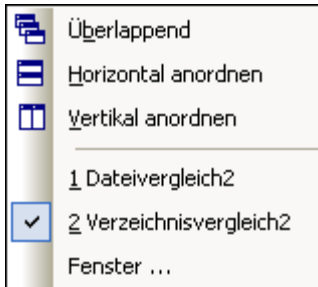 Überlappend
Horizontal anordnen
Vertikal anordnen
1 Dateivergleich2
2 Verzeichnisvergleich2
Fenster ...